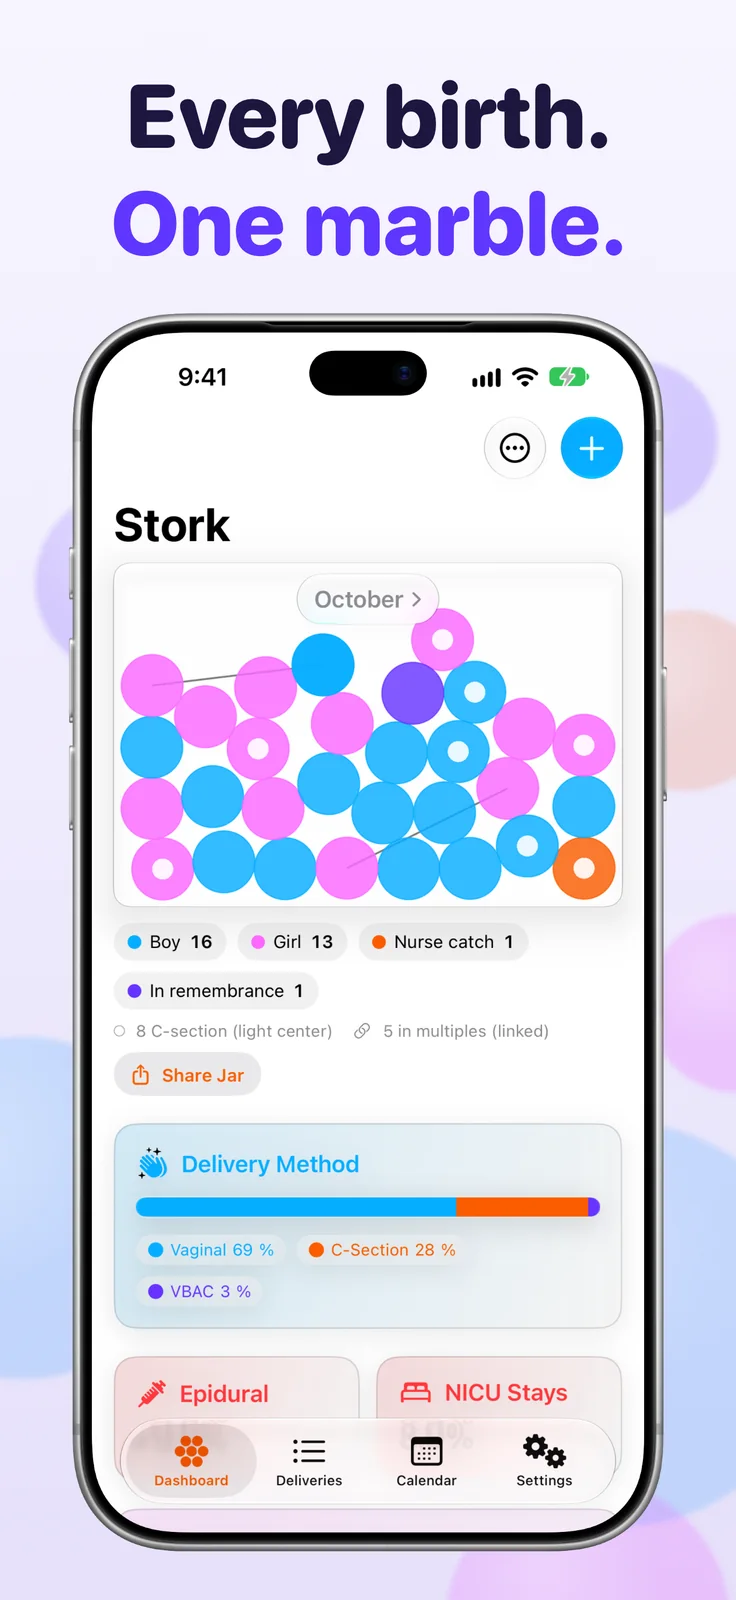 Every birth.
One marble.
9:41
Stork
October >
Boy 16 Girl 13 Nurse catch 1
In remembrance 1
8 C-section (light center) 5 in multiples (linked)
Share Jar
Delivery Method
Vaginal 69 % C-Section 28 %
VBAC 3 %
Epidural NICU Stays
Dashboard Deliveries Calendar Settings